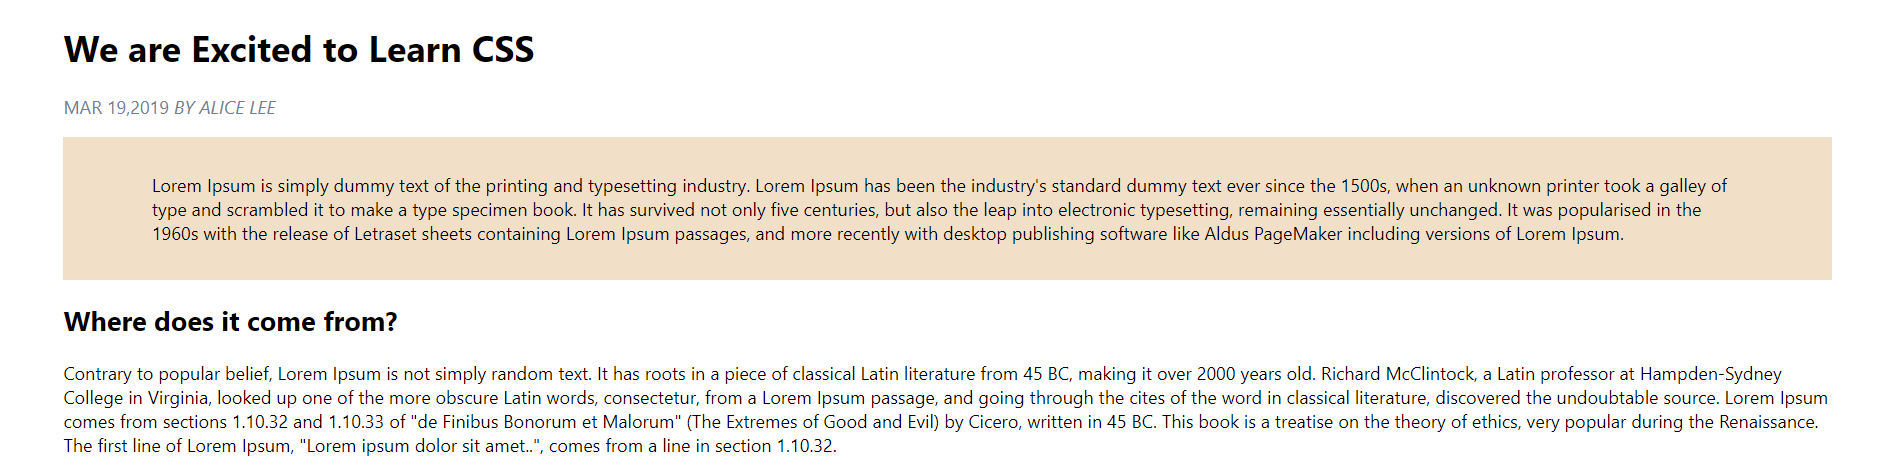 We are Excited to Learn CSS
MAR 19,2019 BY ALICE LEE
Lorem Ipsum is simply dummy text of the printing and typesetting industry. Lorem Ipsum has been the industry's standard dummy text ever since the 1500s, when an unknown printer took a galley of
type and scrambled it to make a type specimen book. It has survived not only five centuries, but also the leap into electronic typesetting, remaining essentially unchanged. It was popularised in the
1960s with the release of Letraset sheets containing Lorem Ipsum passages, and more recently with desktop publishing software like Aldus PageMaker including versions of Lorem Ipsum.
Where does it come from?
Contrary to popular belief, Lorem Ipsum is not simply random text. It has roots in a piece of classical Latin literature from 45 BC, making it over 2000 years old. Richard McClintock, a Latin professor at Hampden-Sydney
College in Virginia, looked up one of the more obscure Latin words, consectetur, from a Lorem Ipsum passage, and going through the cites of the word in classical literature, discovered the undoubtable source. Lorem Ipsum
comes from sections 1.10.32 and 1.10.33 of "de Finibus Bonorum et Malorum" (The Extremes of Good and Evil) by Cicero, written in 45 BC. This book is a treatise on the theory of ethics, very popular during the Renaissance.
The first line of Lorem Ipsum, "Lorem ipsum dolor sit amet..", comes from a line in section 1.10.32.